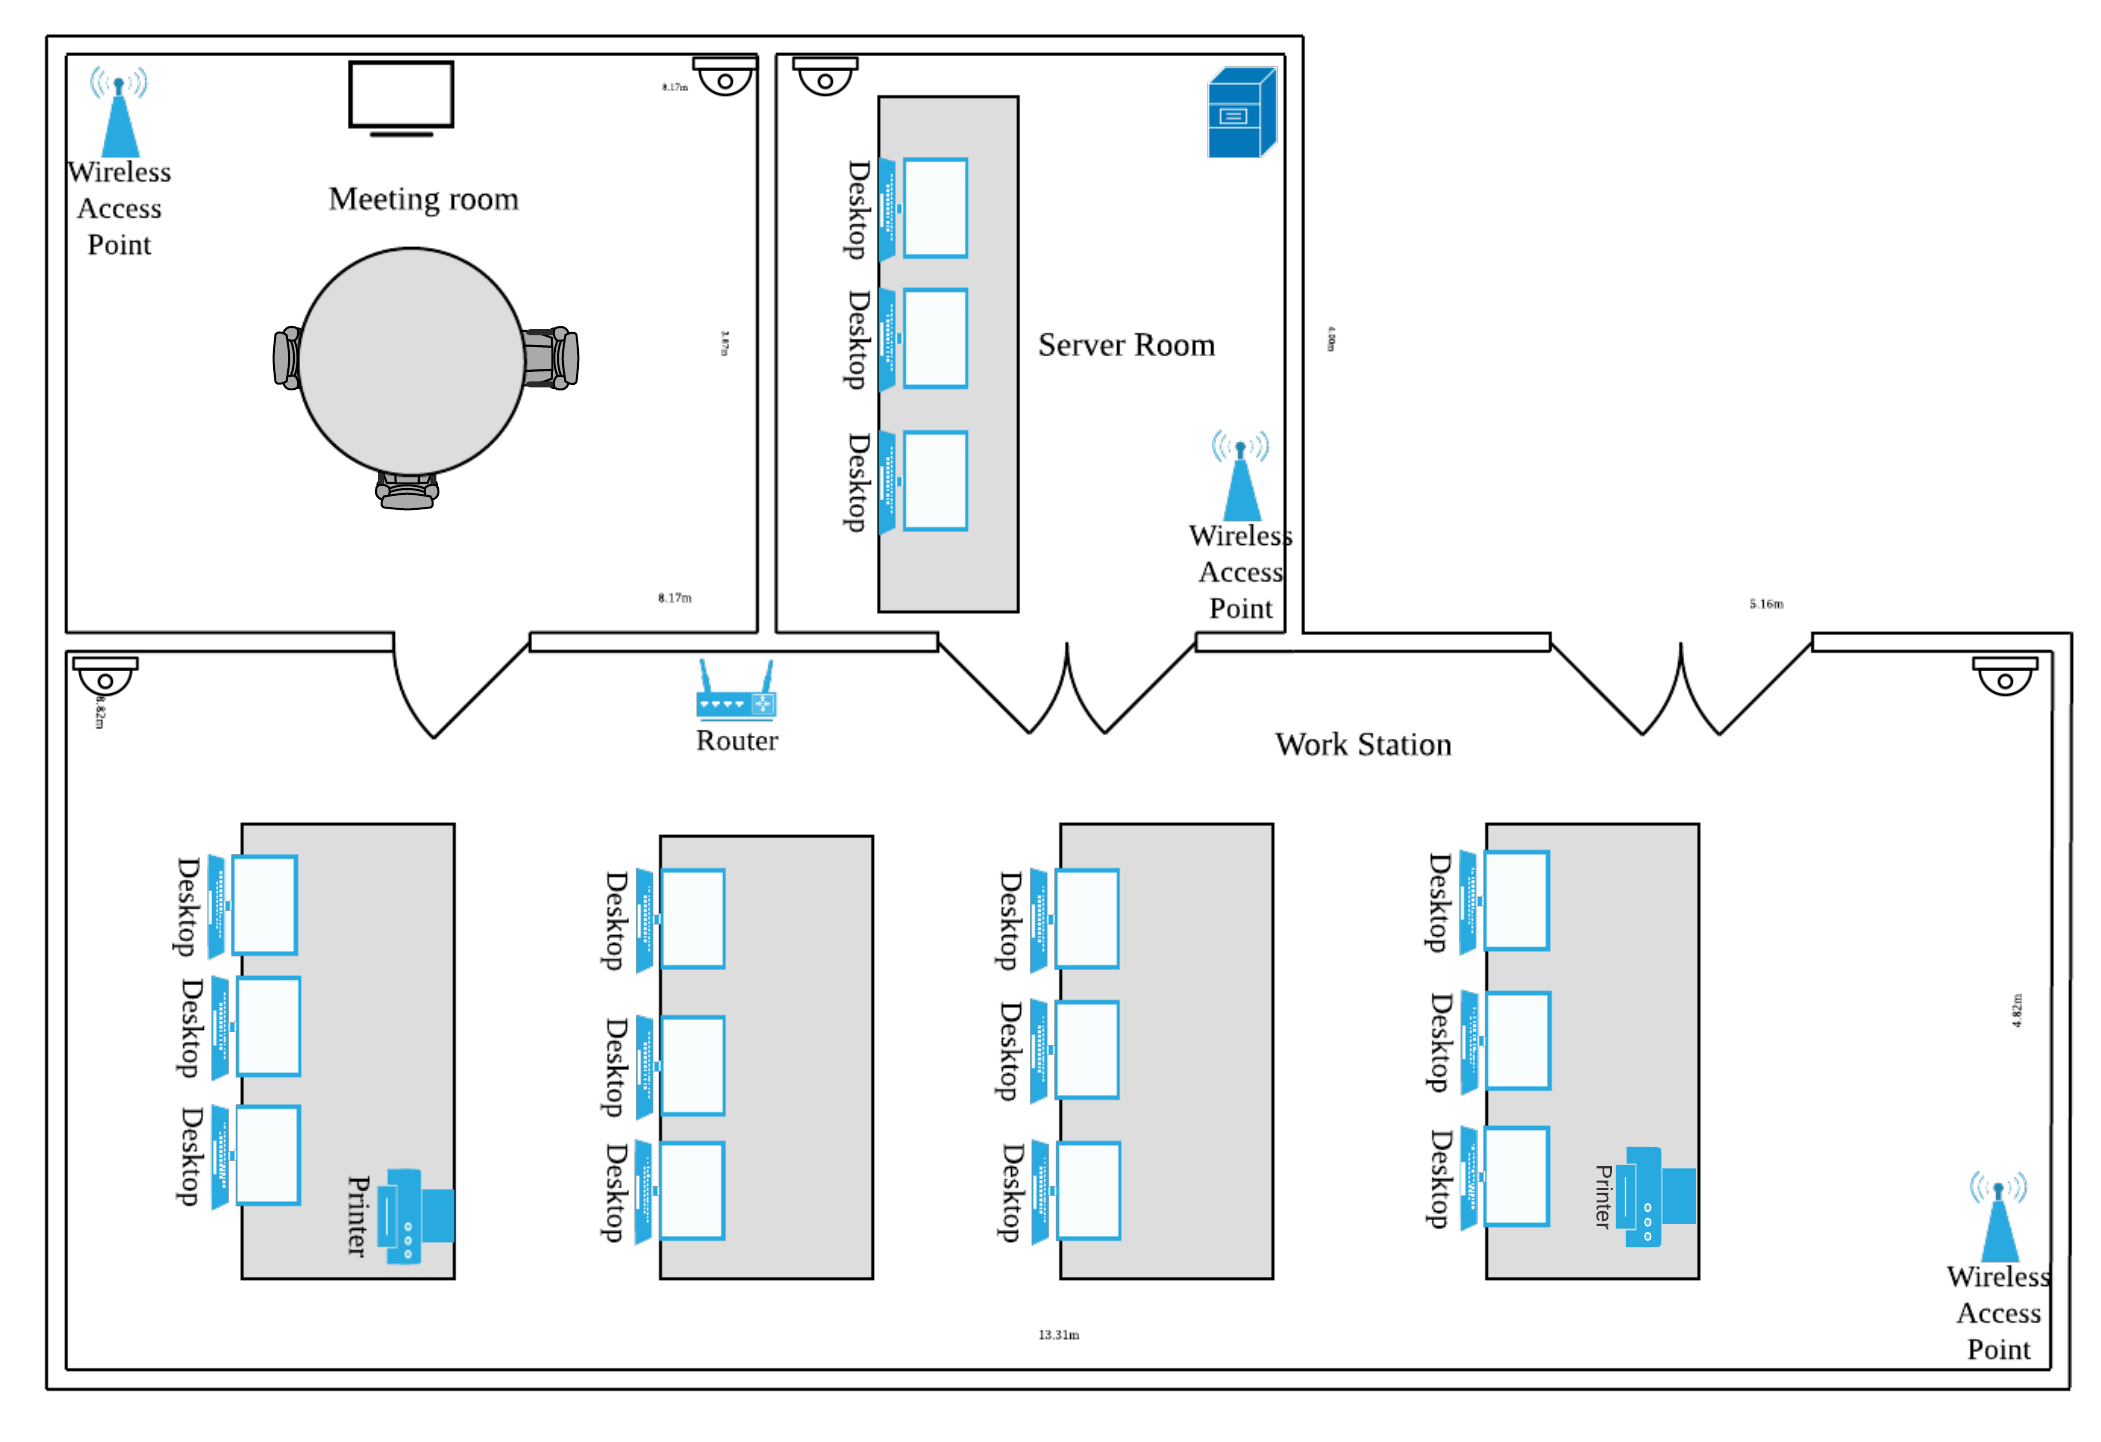 8.17m
Wireless
Access
Point
Meeting room
Desktop
Desktop
Desktop
Server Room
3.87m
4.00m
Wireless
Access
Point
8.17m
5.16m
8.82m
Router
Work Station
Desktop
Desktop
Desktop
Printer
Desktop
Desktop
Desktop
Desktop
Desktop
Desktop
Desktop
Desktop
Desktop
Printer
4.82m
Wireless
Access
Point
13.31m